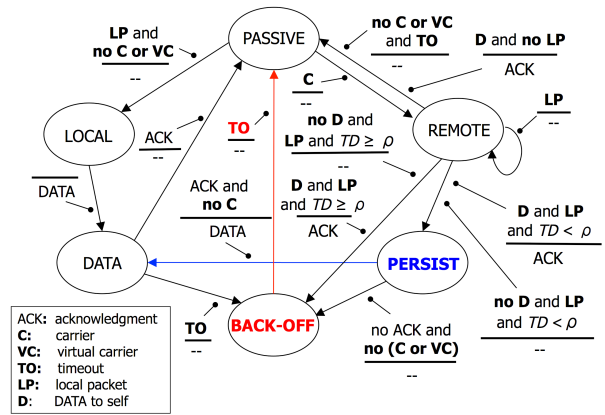 LP and
no C or VC
--
PASSIVE
no C or VC
and TO
--
D and no LP
ACK
C
--
LP
--
LOCAL
ACK
--
TO
--
no D and
LP and TD ≥ ρ
--
REMOTE
DATA
ACK and
no C
DATA
D and LP
and TD ≥ ρ
ACK
D and LP
and TD < ρ
ACK
DATA
PERSIST
TO
--
BACK-OFF
no ACK and
no (C or VC)
--
no D and LP
and TD < ρ
--
ACK: acknowledgment
C: carrier
VC: virtual carrier
TO: timeout
LP: local packet
D: DATA to self